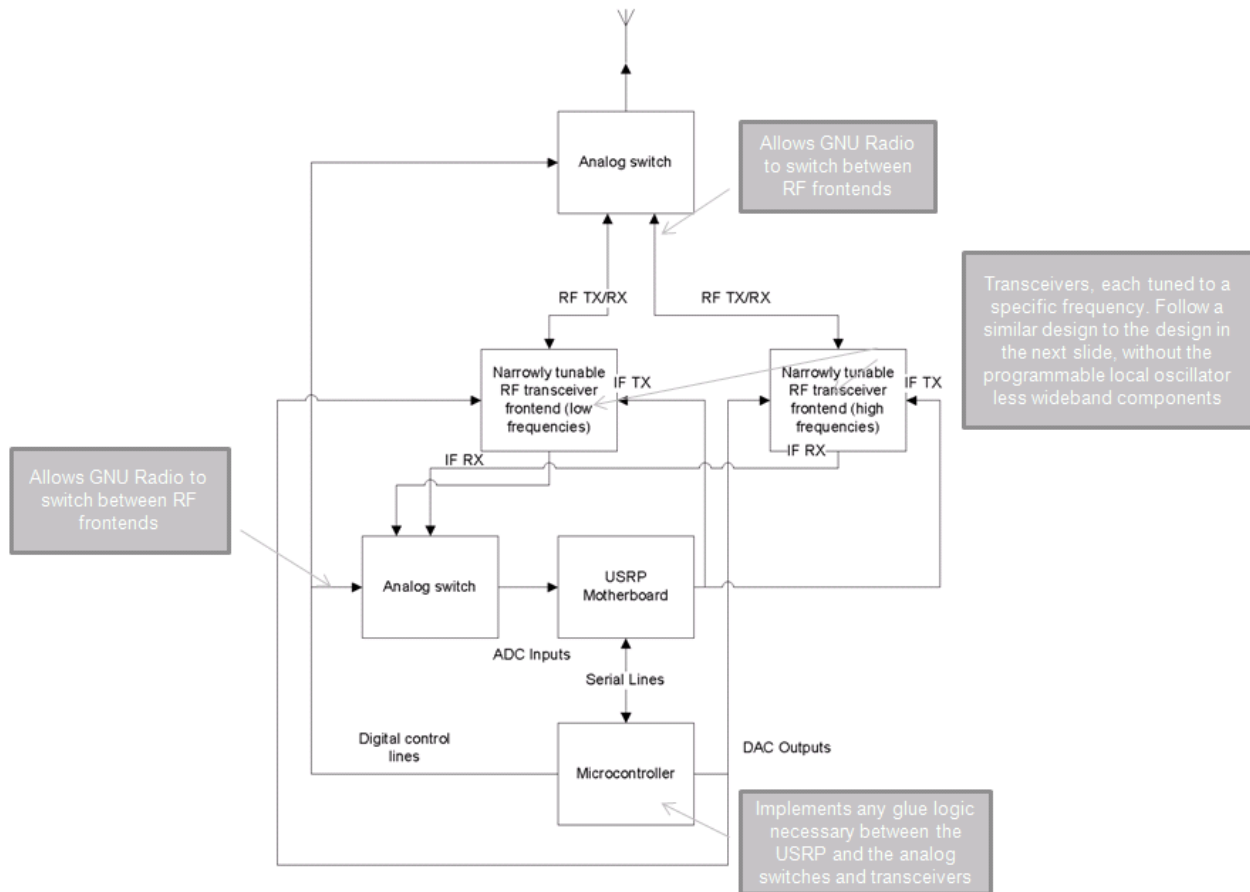 Analog switch
Allows GNU Radio
to switch between
RF frontends
RF TX/RX
RF TX/RX
Transceivers, each tuned to a
specific frequency. Follow a
similar design to the design in
the next slide, without the
programmable local oscillator
less wideband components
Narrowly tunable
RF transceiver
frontend (low
frequencies)
IF TX
Narrowly tunable
RF transceiver
frontend (high
frequencies)
IF TX
IF RX
IF RX
Allows GNU Radio to
switch between RF
frontends
Analog switch
USRP
Motherboard
ADC Inputs
Serial Lines
Digital control
lines
Microcontroller
DAC Outputs
Implements any glue logic
necessary between the
USRP and the analog
switches and transceivers